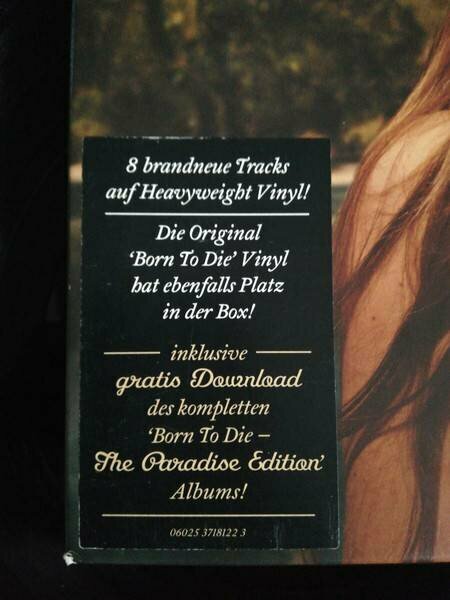 8 brandneue Tracks
auf Heavyweight Vinyl!
Die Original
'Born To Die' Vinyl
hat ebenfalls Platz
in der Box!
inklusive
gratis Download
des kompletten
'Born To Die –
The Paradise Edition'
Albums!
06025 3718122 3